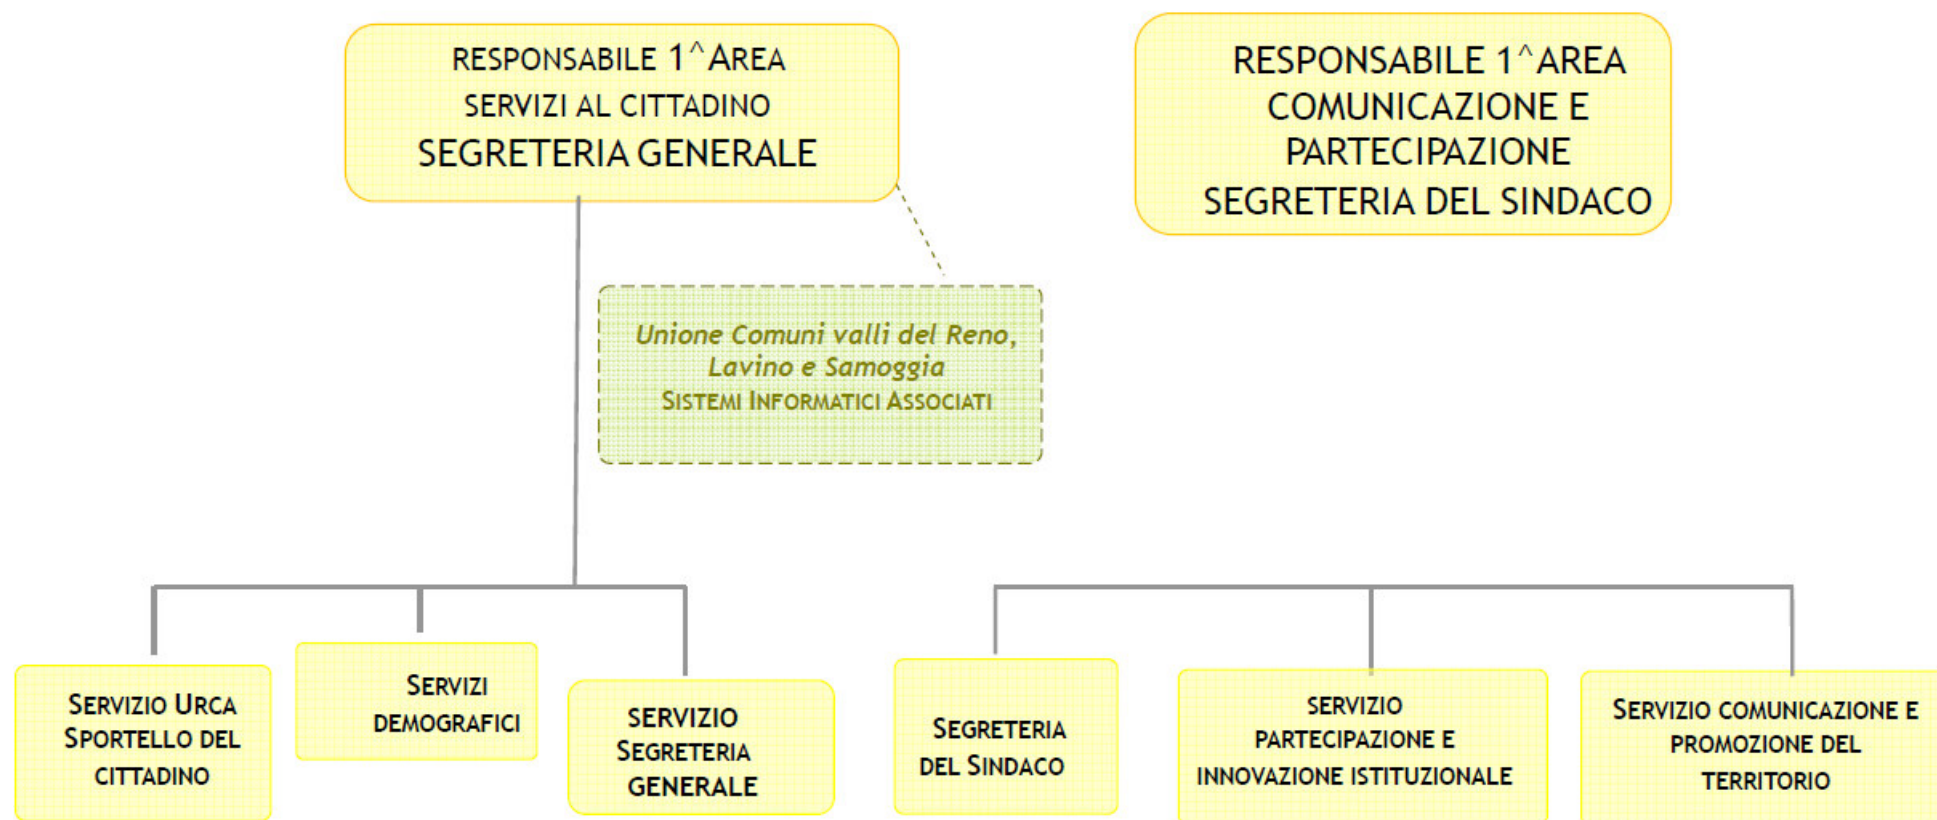 RESPONSABILE 1^AREA
SERVIZI AL CITTADINO
SEGRETERIA GENERALE
RESPONSABILE 1^AREA
COMUNICAZIONE E
PARTECIPAZIONE
SEGRETERIA DEL SINDACO
Unione Comuni valli del Reno,
Lavino e Samoggia
SISTEMI INFORMATICI ASSOCIATI
SERVIZIO URCA
SPORTELLO DEL
CITTADINO
SERVIZI
DEMOGRAFICI
SERVIZIO
SEGRETERIA
GENERALE
SEGRETERIA
DEL SINDACO
SERVIZIO
PARTECIPAZIONE E
INNOVAZIONE ISTITUZIONALE
SERVIZIO COMUNICAZIONE E
PROMOZIONE DEL
TERRITORIO